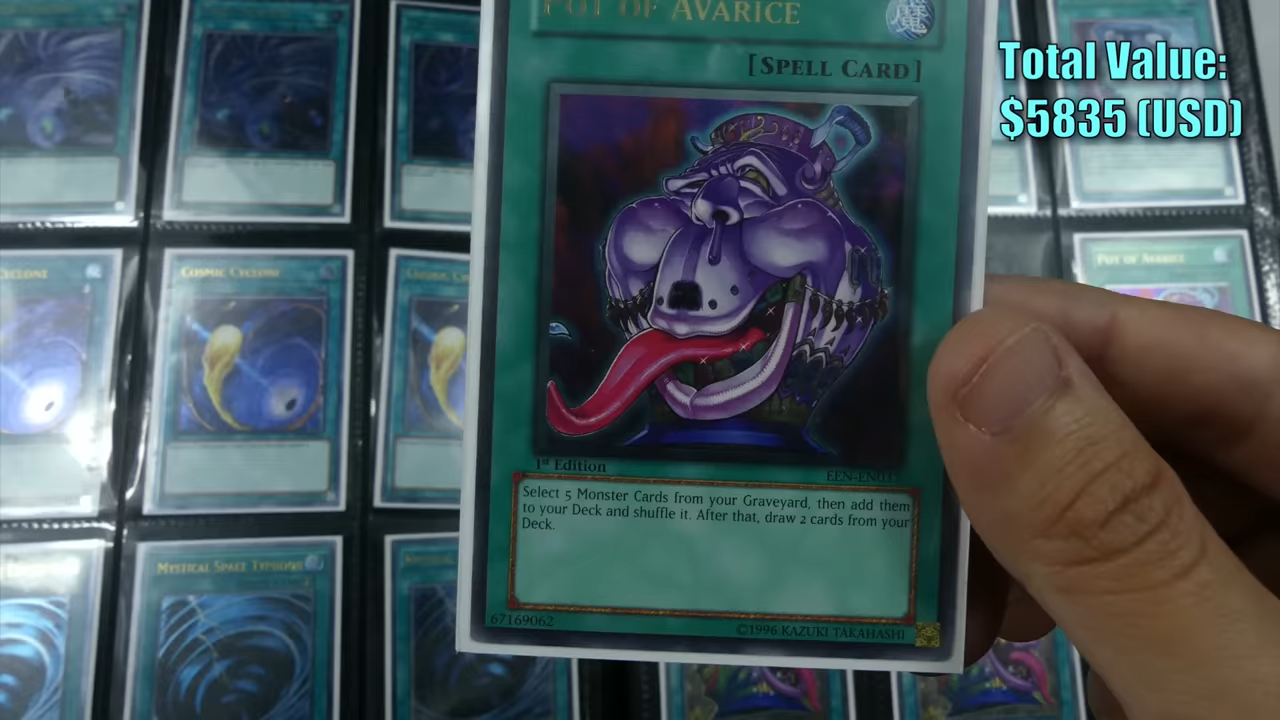 POT OF AVARICE
魔
[SPELL CARD]
Total Value:
$5835 (USD)
CYCLONE
COSMIC CYCLONE
POT OF AVARICE
1st Edition
Select 5 Monster Cards from your Graveyard, then add them
to your Deck and shuffle it. After that, draw 2 cards from your
Deck.
67169062
©1996 KAZUKI TAKAHASHI
MYSTICAL SPACE TYPHOON